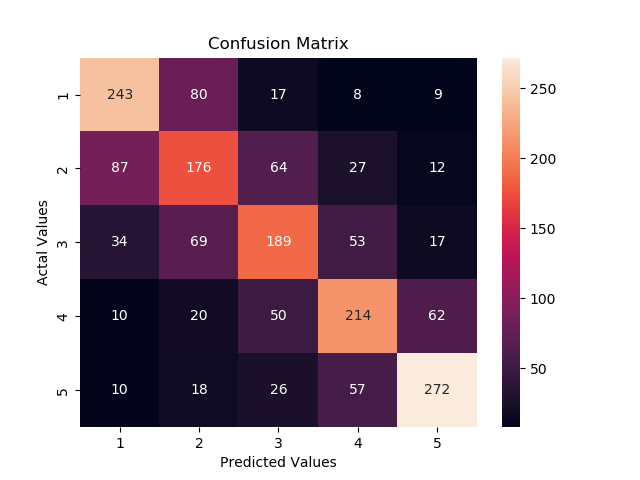 Confusion Matrix
Actal Values
1 243 80 17 8 9
2 87 176 64 27 12
3 34 69 189 53 17
4 10 20 50 214 62
5 10 18 26 57 272
1 2 3 4 5
Predicted Values
250
200
150
100
50